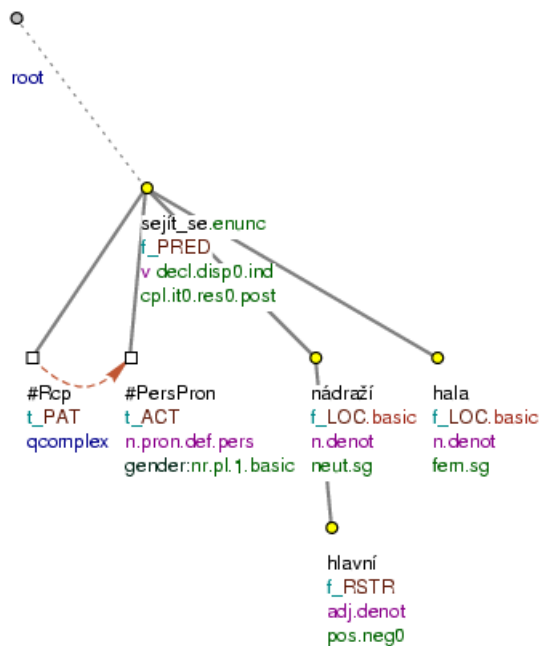 root
sejít_se.enunc
f_PRED
v decl.disp0.ind
cpl.it0.res0.post
#Rcp
t_PAT
qcomplex
#PersPron
t_ACT
n.pron.def.pers
gender:nr.pl.1.basic
nádraží
f_LOC.basic
n.denot
neut.sg
hala
f_LOC.basic
n.denot
fem.sg
hlavní
f_RSTR
adj.denot
pos.neg0